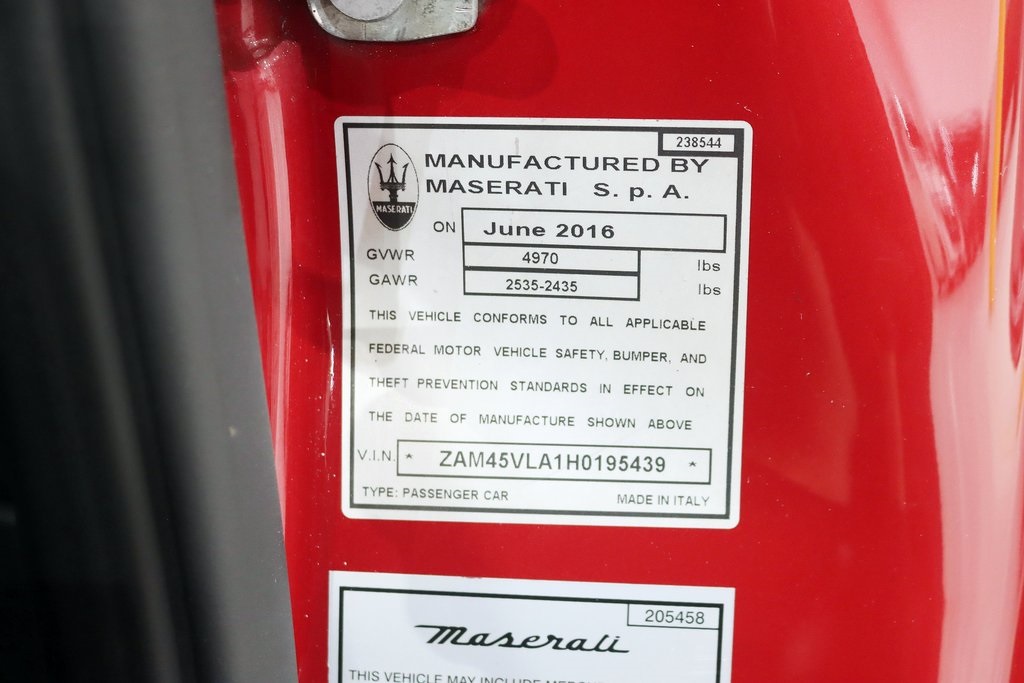 238544
MANUFACTURED BY
MASERATI S. p. A.
MASERATI
ON June 2016
GVWR 4970 lbs
GAWR 2535-2435 lbs
THIS VEHICLE CONFORMS TO ALL APPLICABLE
FEDERAL MOTOR VEHICLE SAFETY, BUMPER, AND
THEFT PREVENTION STANDARDS IN EFFECT ON
THE DATE OF MANUFACTURE SHOWN ABOVE
V.I.N. * ZAM45VLA1H0195439 *
TYPE: PASSENGER CAR MADE IN ITALY
205458
Maserati
THIS VEHICLE MAY INCLUDE